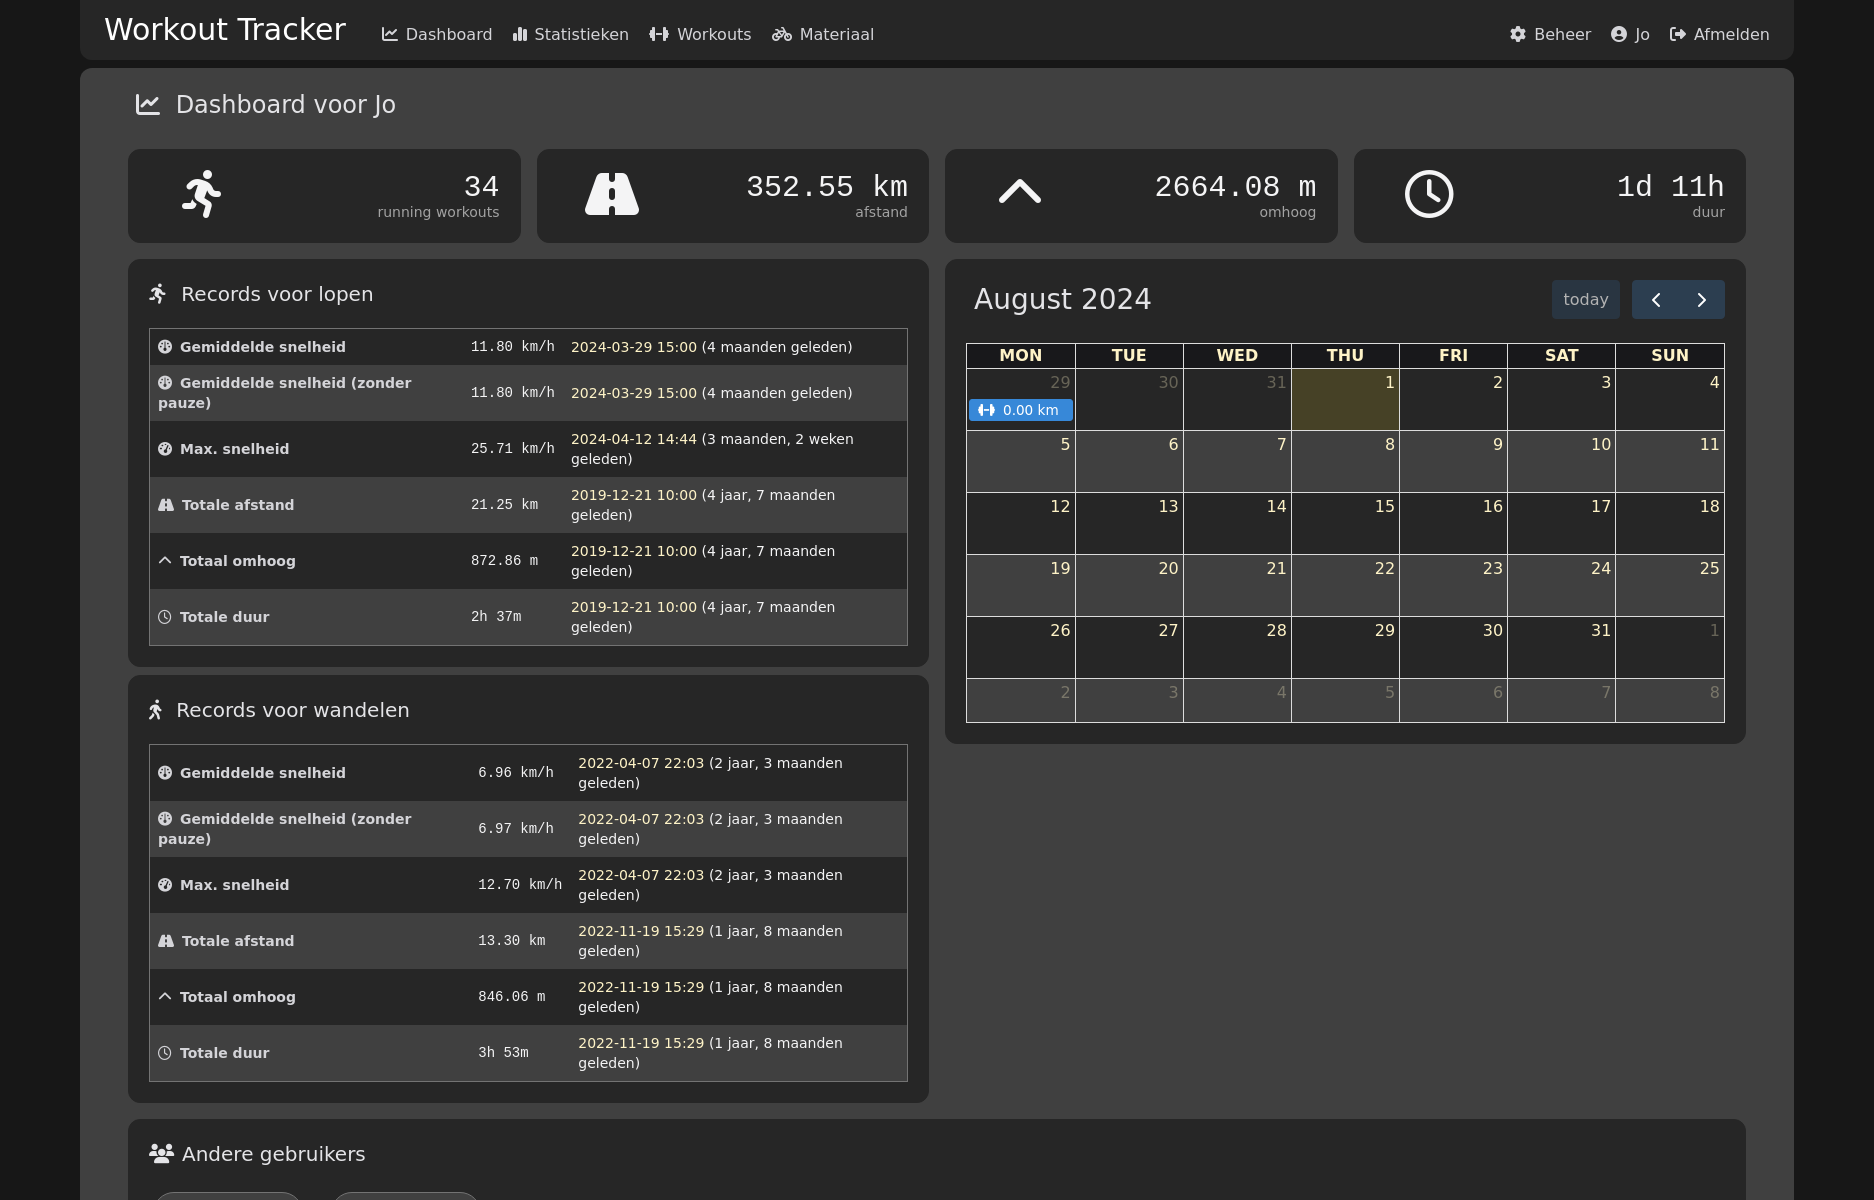 Workout Tracker
Dashboard
Statistieken
Workouts
Materiaal
Beheer
Jo
Afmelden
Dashboard voor Jo
34
running workouts
352.55 km
afstand
2664.08 m
omhoog
1d 11h
duur
Records voor lopen
Gemiddelde snelheid 11.80 km/h 2024-03-29 15:00 (4 maanden geleden)
Gemiddelde snelheid (zonder
pauze) 11.80 km/h 2024-03-29 15:00 (4 maanden geleden)
Max. snelheid 25.71 km/h 2024-04-12 14:44 (3 maanden, 2 weken
geleden)
Totale afstand 21.25 km 2019-12-21 10:00 (4 jaar, 7 maanden
geleden)
Totaal omhoog 872.86 m 2019-12-21 10:00 (4 jaar, 7 maanden
geleden)
Totale duur 2h 37m 2019-12-21 10:00 (4 jaar, 7 maanden
geleden)
Records voor wandelen
Gemiddelde snelheid 6.96 km/h 2022-04-07 22:03 (2 jaar, 3 maanden
geleden)
Gemiddelde snelheid (zonder
pauze) 6.97 km/h 2022-04-07 22:03 (2 jaar, 3 maanden
geleden)
Max. snelheid 12.70 km/h 2022-04-07 22:03 (2 jaar, 3 maanden
geleden)
Totale afstand 13.30 km 2022-11-19 15:29 (1 jaar, 8 maanden
geleden)
Totaal omhoog 846.06 m 2022-11-19 15:29 (1 jaar, 8 maanden
geleden)
Totale duur 3h 53m 2022-11-19 15:29 (1 jaar, 8 maanden
geleden)
August 2024
today
MON TUE WED THU FRI SAT SUN
29 30 31 1 2 3 4
0.00 km
5 6 7 8 9 10 11
12 13 14 15 16 17 18
19 20 21 22 23 24 25
26 27 28 29 30 31 1
2 3 4 5 6 7 8
Andere gebruikers